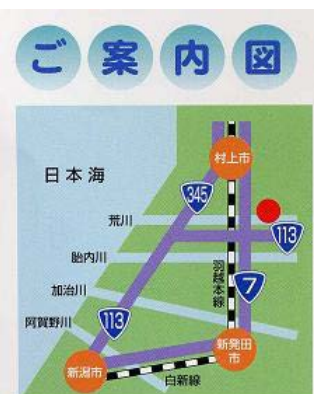 ご案内図
村上市
日本海
345
荒川
113
胎内川
羽越本線
7
加治川
113
阿賀野川
新発田
市
新潟市
白新線